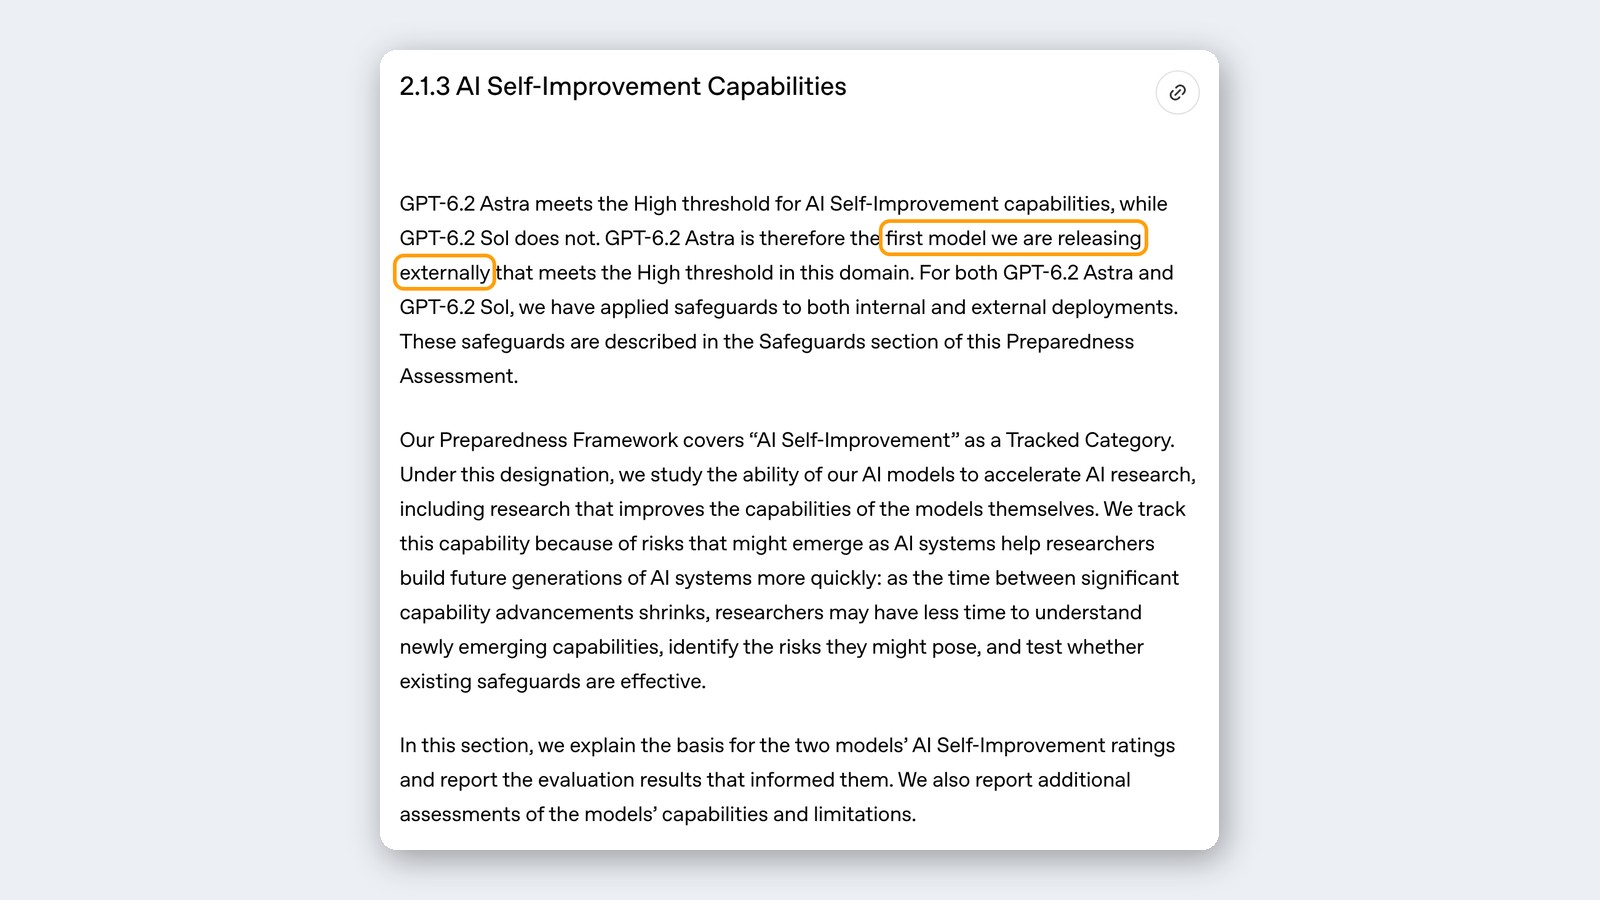 2.1.3 AI Self-Improvement Capabilities
GPT-6.2 Astra meets the High threshold for AI Self-Improvement capabilities, while
GPT-6.2 Sol does not. GPT-6.2 Astra is therefore the first model we are releasing
externally that meets the High threshold in this domain. For both GPT-6.2 Astra and
GPT-6.2 Sol, we have applied safeguards to both internal and external deployments.
These safeguards are described in the Safeguards section of this Preparedness
Assessment.
Our Preparedness Framework covers “AI Self-Improvement” as a Tracked Category.
Under this designation, we study the ability of our AI models to accelerate AI research,
including research that improves the capabilities of the models themselves. We track
this capability because of risks that might emerge as AI systems help researchers
build future generations of AI systems more quickly: as the time between significant
capability advancements shrinks, researchers may have less time to understand
newly emerging capabilities, identify the risks they might pose, and test whether
existing safeguards are effective.
In this section, we explain the basis for the two models’ AI Self-Improvement ratings
and report the evaluation results that informed them. We also report additional
assessments of the models’ capabilities and limitations.